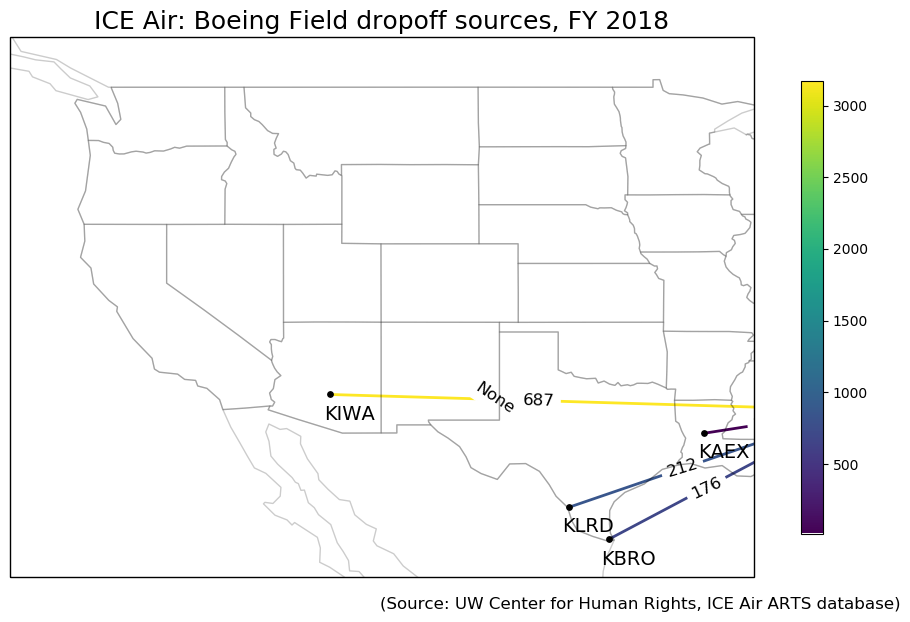 ICE Air: Boeing Field dropoff sources, FY 2018
3000
2500
2000
1500
1000
500
None
687
KIWA
KAEX
212
176
KLRD
KBRO
(Source: UW Center for Human Rights, ICE Air ARTS database)